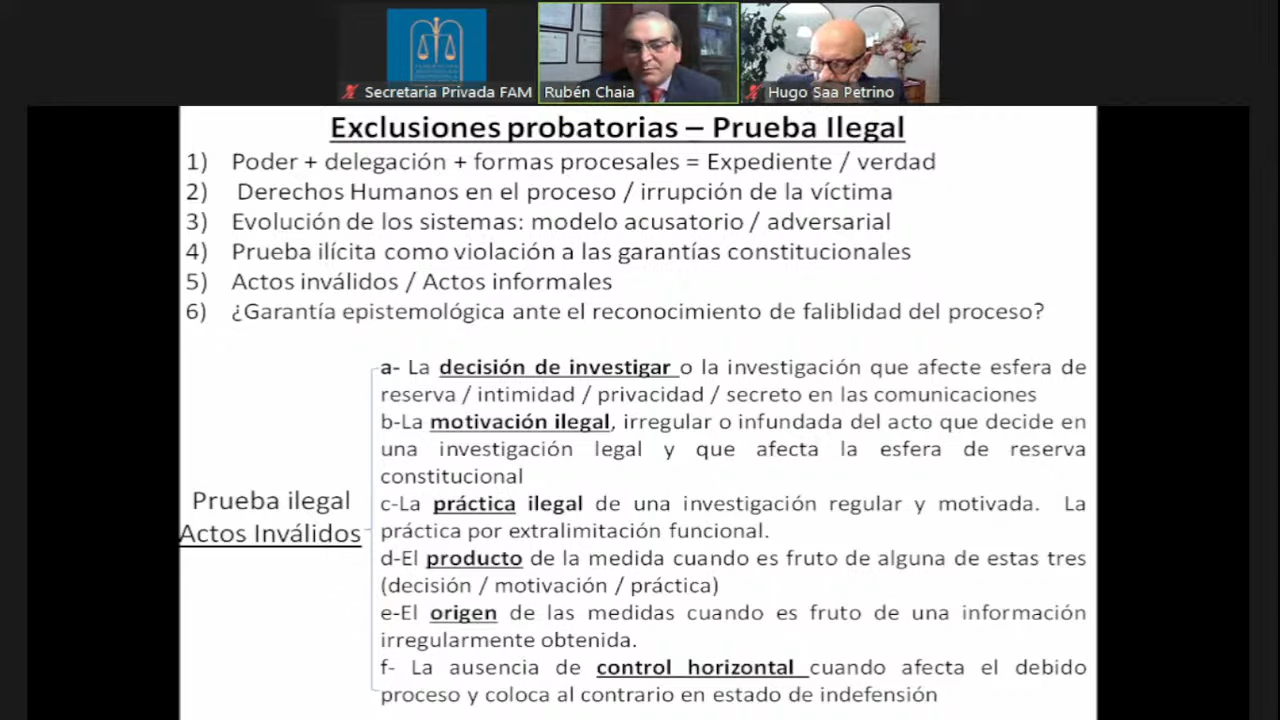 Secretaria Privada FAM
Rubén Chaia
Hugo Saa Petrino
Exclusiones probatorias – Prueba Ilegal
1) Poder + delegación + formas procesales = Expediente / verdad
2) Derechos Humanos en el proceso / irrupción de la víctima
3) Evolución de los sistemas: modelo acusatorio / adversarial
4) Prueba ilícita como violación a las garantías constitucionales
5) Actos inválidos / Actos informales
6) ¿Garantía epistemológica ante el reconocimiento de faliblidad del proceso?
Prueba ilegal
Actos Inválidos
a- La decisión de investigar o la investigación que afecte esfera de
reserva / intimidad / privacidad / secreto en las comunicaciones
b-La motivación ilegal, irregular o infundada del acto que decide en
una investigación legal y que afecta la esfera de reserva
constitucional
c-La práctica ilegal de una investigación regular y motivada. La
práctica por extralimitación funcional.
d-El producto de la medida cuando es fruto de alguna de estas tres
(decisión / motivación / práctica)
e-El origen de las medidas cuando es fruto de una información
irregularmente obtenida.
f- La ausencia de control horizontal cuando afecta el debido
proceso y coloca al contrario en estado de indefensión